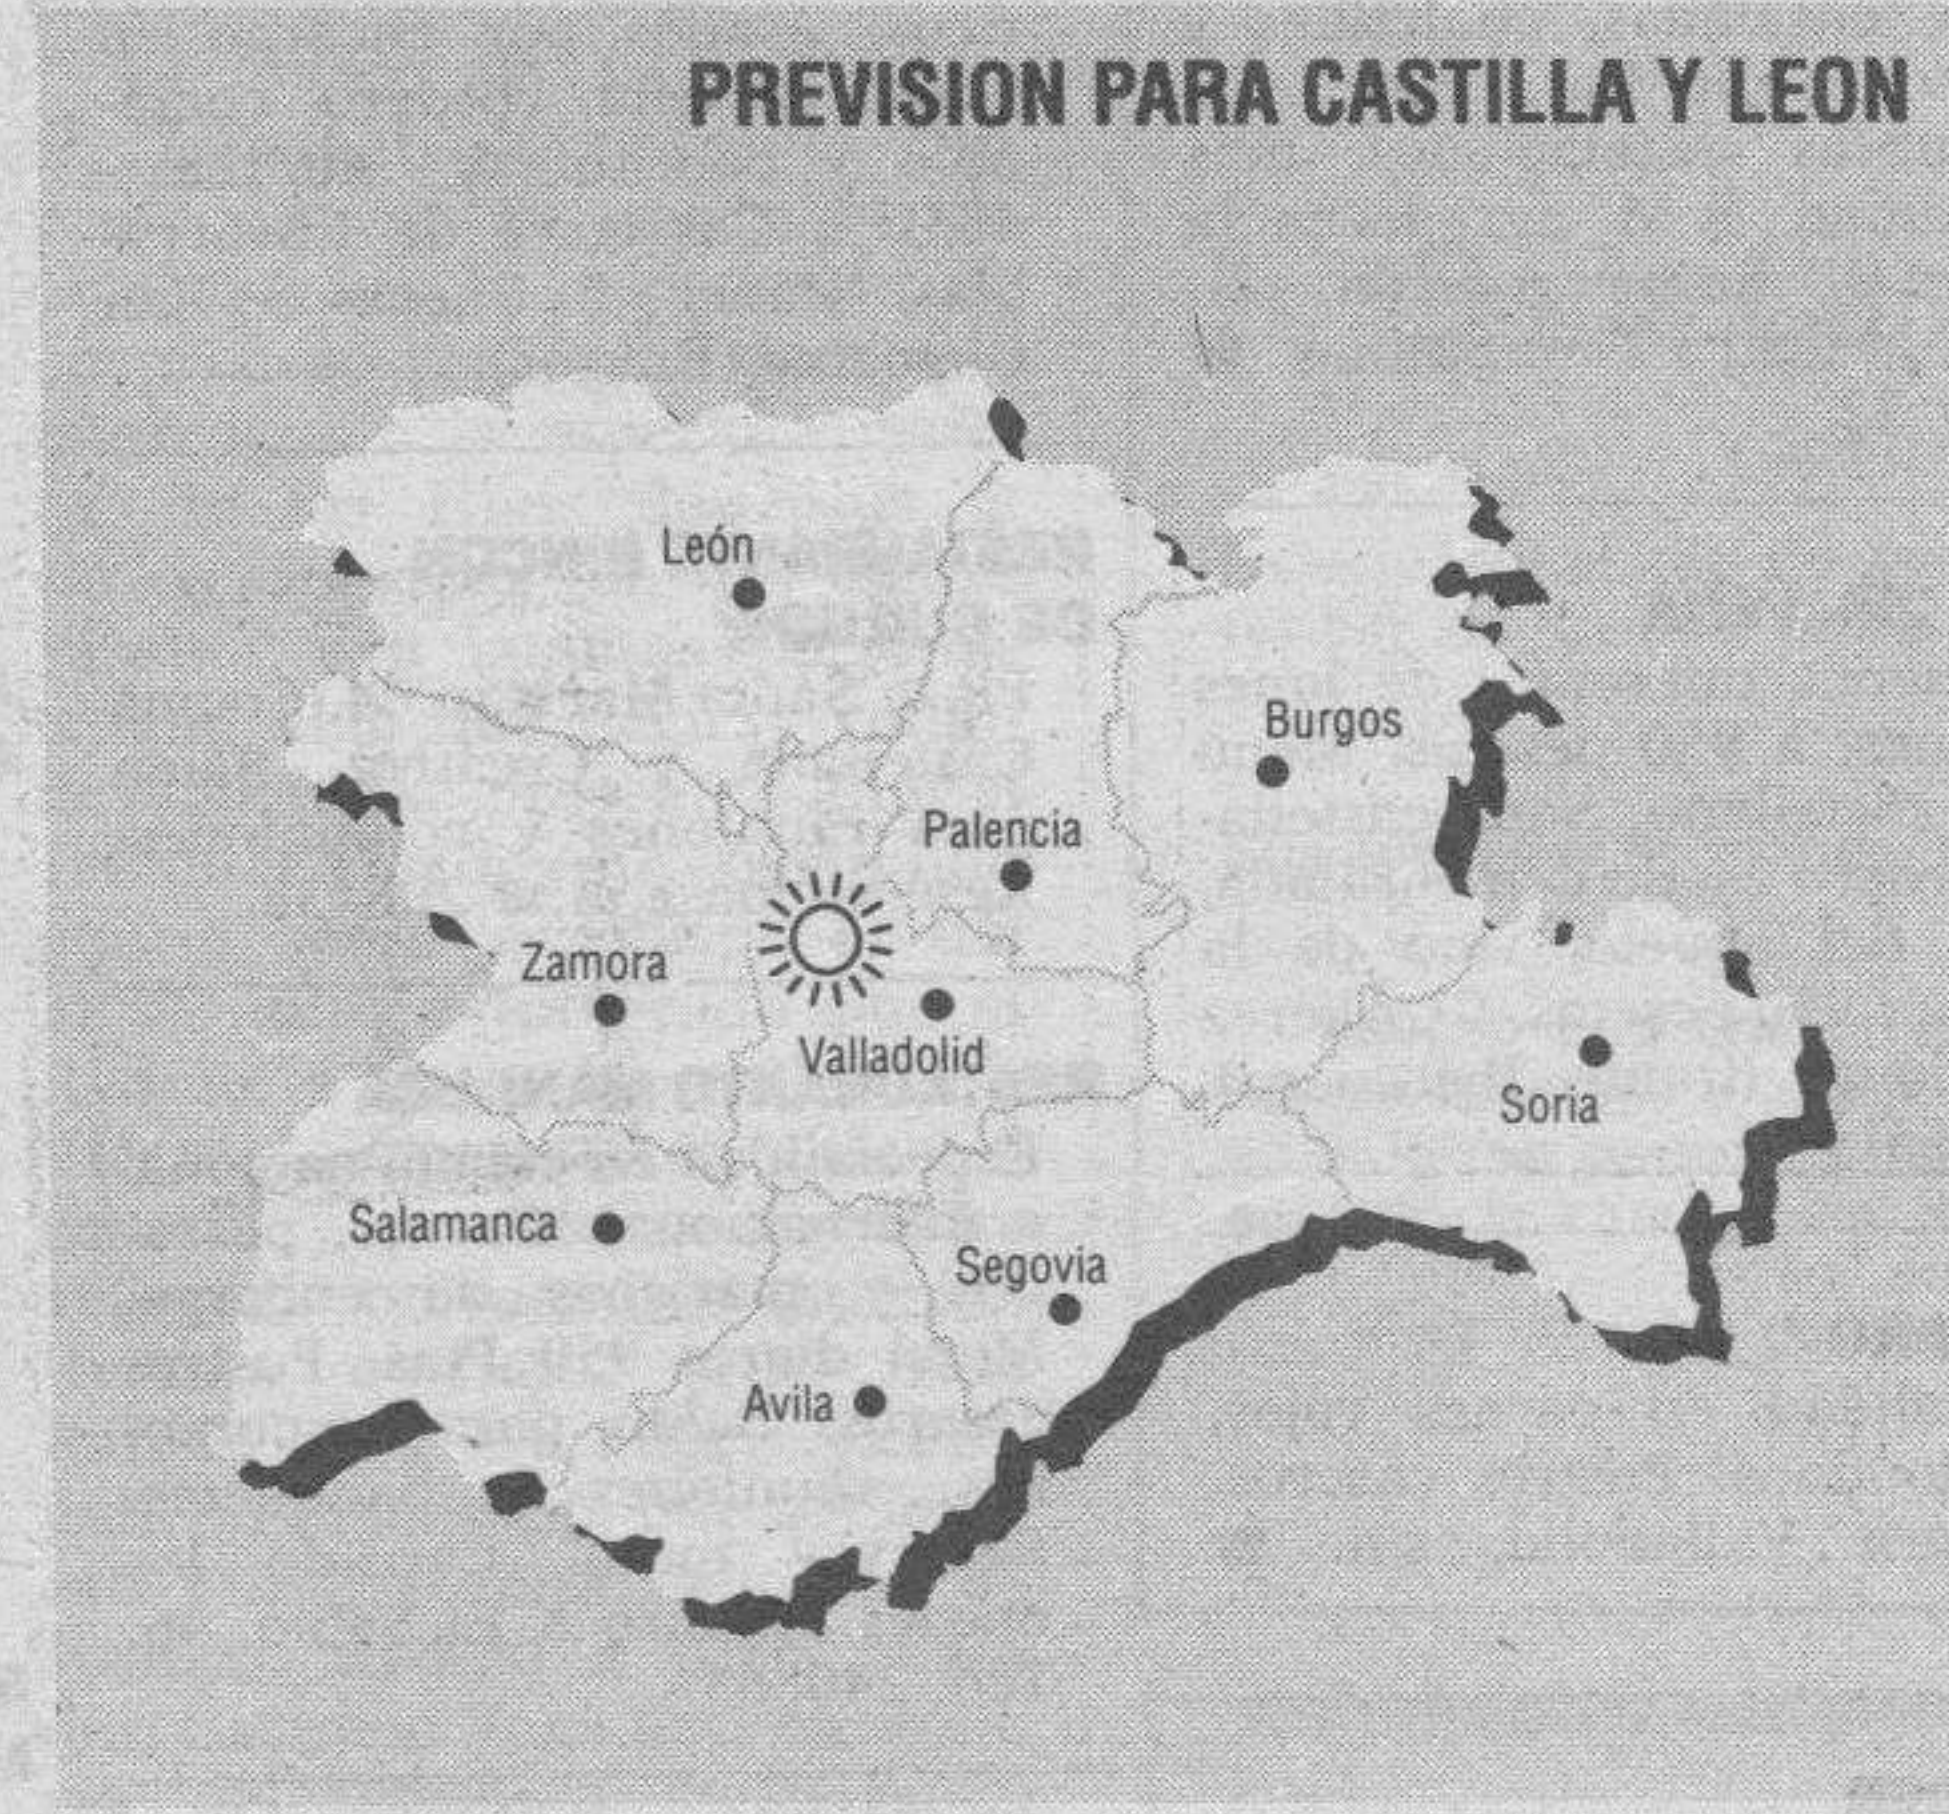 PREVISION PARA CASTILLA Y LEON
León
Burgos
Palencia
Zamora
Valladolid
Soria
Salamanca
Segovia
Avila